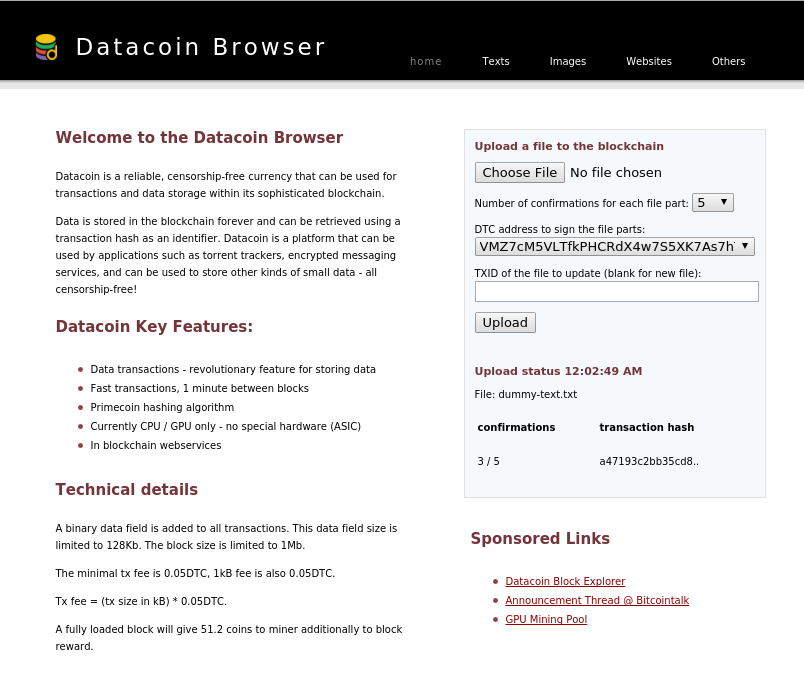 Datacoin Browser
home
Texts
Images
Websites
Others
Welcome to the Datacoin Browser
Datacoin is a reliable, censorship-free currency that can be used for
transactions and data storage within its sophisticated blockchain.
Data is stored in the blockchain forever and can be retrieved using a
transaction hash as an identifier. Datacoin is a platform that can be
used by applications such as torrent trackers, encrypted messaging
services, and can be used to store other kinds of small data - all
censorship-free!
Datacoin Key Features:
Data transactions - revolutionary feature for storing data
Fast transactions, 1 minute between blocks
Primecoin hashing algorithm
Currently CPU / GPU only - no special hardware (ASIC)
In blockchain webservices
Technical details
A binary data field is added to all transactions. This data field size is
limited to 128Kb. The block size is limited to 1Mb.
The minimal tx fee is 0.05DTC, 1kB fee is also 0.05DTC.
Tx fee = (tx size in kB) * 0.05DTC.
A fully loaded block will give 51.2 coins to miner additionally to block
reward.
Upload a file to the blockchain
Choose File No file chosen
Number of confirmations for each file part: 5
DTC address to sign the file parts:
VMZ7cM5VLTfkPHCRdX4w7S5XK7As7h
TXID of the file to update (blank for new file):
Upload
Upload status 12:02:49 AM
File: dummy-text.txt
confirmations transaction hash
3 / 5 a47193c2bb35cd8..
Sponsored Links
Datacoin Block Explorer
Announcement Thread @ Bitcointalk
GPU Mining Pool